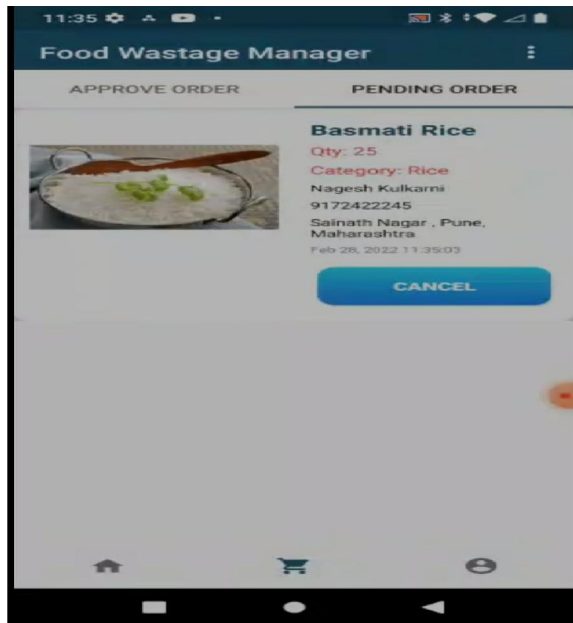 11:35
Food Wastage Manager
APPROVE ORDER
PENDING ORDER
Basmati Rice
Qty: 25
Category: Rice
Nagesh Kulkarni
9172422245
Sainath Nagar , Pune,
Maharashtra
Feb 28, 2022 11:35:03
CANCEL